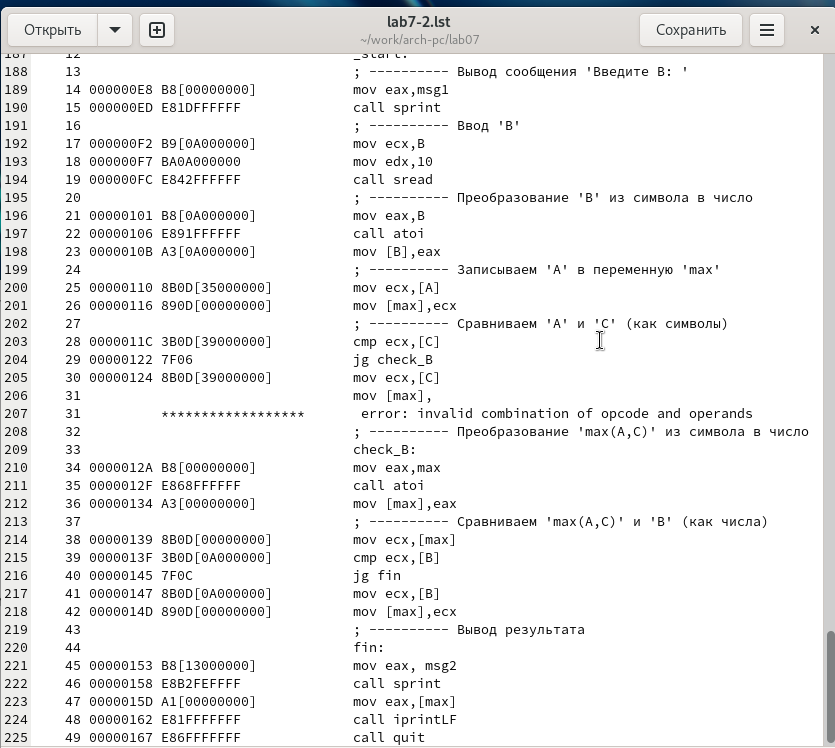 Открыть
lab7-2.lst
~/work/arch-pc/lab07
Сохранить
187 12 _start:
188 13 ; ---------- Вывод сообщения 'Введите B: '
189 14 000000E8 B8[00000000] mov eax,msg1
190 15 000000ED E81DFFFFFF call sprint
191 16 ; ---------- Ввод 'B'
192 17 000000F2 B9[0A000000] mov ecx,B
193 18 000000F7 BA0A000000 mov edx,10
194 19 000000FC E842FFFFFF call sread
195 20 ; ---------- Преобразование 'B' из символа в число
196 21 00000101 B8[0A000000] mov eax,B
197 22 00000106 E891FFFFFF call atoi
198 23 0000010B A3[0A000000] mov [B],eax
199 24 ; ---------- Записываем 'A' в переменную 'max'
200 25 00000110 8B0D[35000000] mov ecx,[A]
201 26 00000116 890D[00000000] mov [max],ecx
202 27 ; ---------- Сравниваем 'A' и 'C' (как символы)
203 28 0000011C 3B0D[39000000] cmp ecx,[C]
204 29 00000122 7F06 jg check_B
205 30 00000124 8B0D[39000000] mov ecx,[C]
206 31 mov [max],
207 31 ****************** error: invalid combination of opcode and operands
208 32 ; ---------- Преобразование 'max(A,C)' из символа в число
209 33 check_B:
210 34 0000012A B8[00000000] mov eax,max
211 35 0000012F E868FFFFFF call atoi
212 36 00000134 A3[00000000] mov [max],eax
213 37 ; ---------- Сравниваем 'max(A,C)' и 'B' (как числа)
214 38 00000139 8B0D[00000000] mov ecx,[max]
215 39 0000013F 3B0D[0A000000] cmp ecx,[B]
216 40 00000145 7F0C jg fin
217 41 00000147 8B0D[0A000000] mov ecx,[B]
218 42 0000014D 890D[00000000] mov [max],ecx
219 43 ; ---------- Вывод результата
220 44 fin:
221 45 00000153 B8[13000000] mov eax, msg2
222 46 00000158 E8B2FEFFFF call sprint
223 47 0000015D A1[00000000] mov eax,[max]
224 48 00000162 E81FFFFFFF call iprintLF
225 49 00000167 E86FFFFFFF call quit